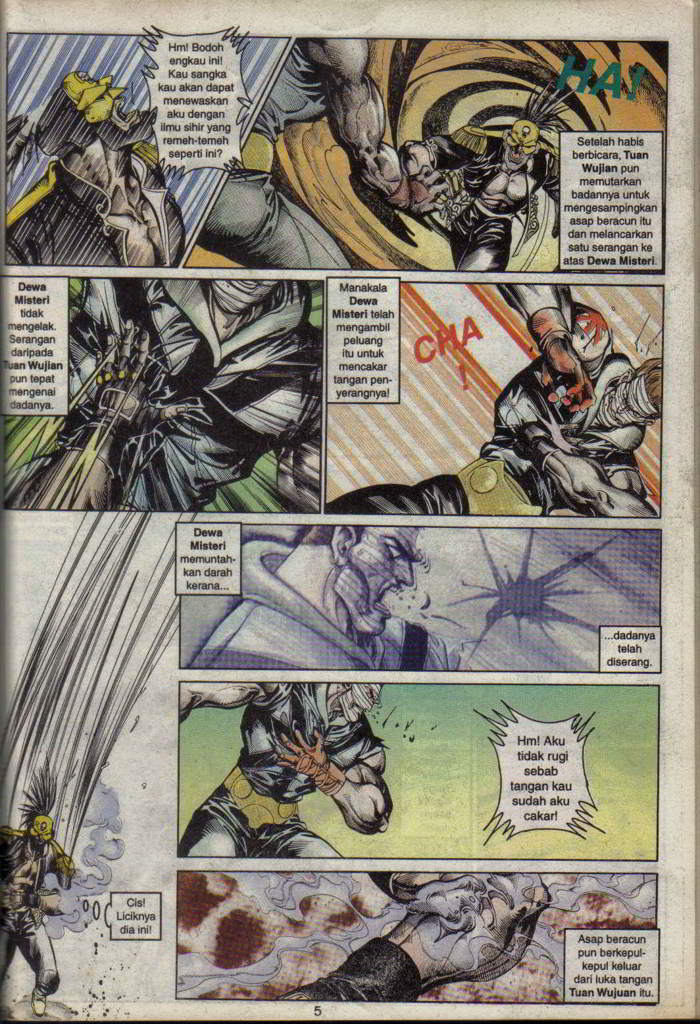 Hm! Bodoh
engkau ini!
Kau sangka
kau akan dapat
menewaskan
aku dengan
ilmu sihir yang
remeh-temeh
seperti ini?
HA!
Setelah habis
berbicara, Tuan
Wujian pun
memutarkan
badannya untuk
mengesampingkan
asap beracun itu
dan melancarkan
satu serangan ke
atas Dewa Misteri.
Dewa
Misteri
tidak
mengelak.
Serangan
daripada
Tuan Wujian
pun tepat
mengenai
dadanya.
Manakala
Dewa
Misteri telah
mengambil
peluang
itu untuk
mencakar
tangan pen-
yerangnya!
CHA
!
Dewa
Misteri
memuntah-
kan darah
kerana...
...dadanya
telah
diserang.
Hm! Aku
tidak rugi
sebab
tangan kau
sudah aku
cakar!
Cis!
Liciknya
dia ini!
Asap beracun
pun berkepul-
kepul keluar
dari luka tangan
Tuan Wujuan itu.
5